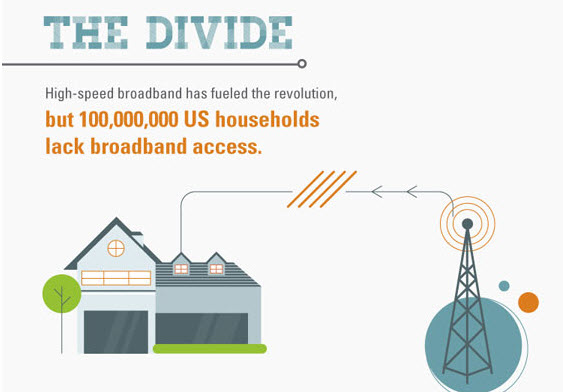 THE DIVIDE
High-speed broadband has fueled the revolution,
but 100,000,000 US households
lack broadband access.